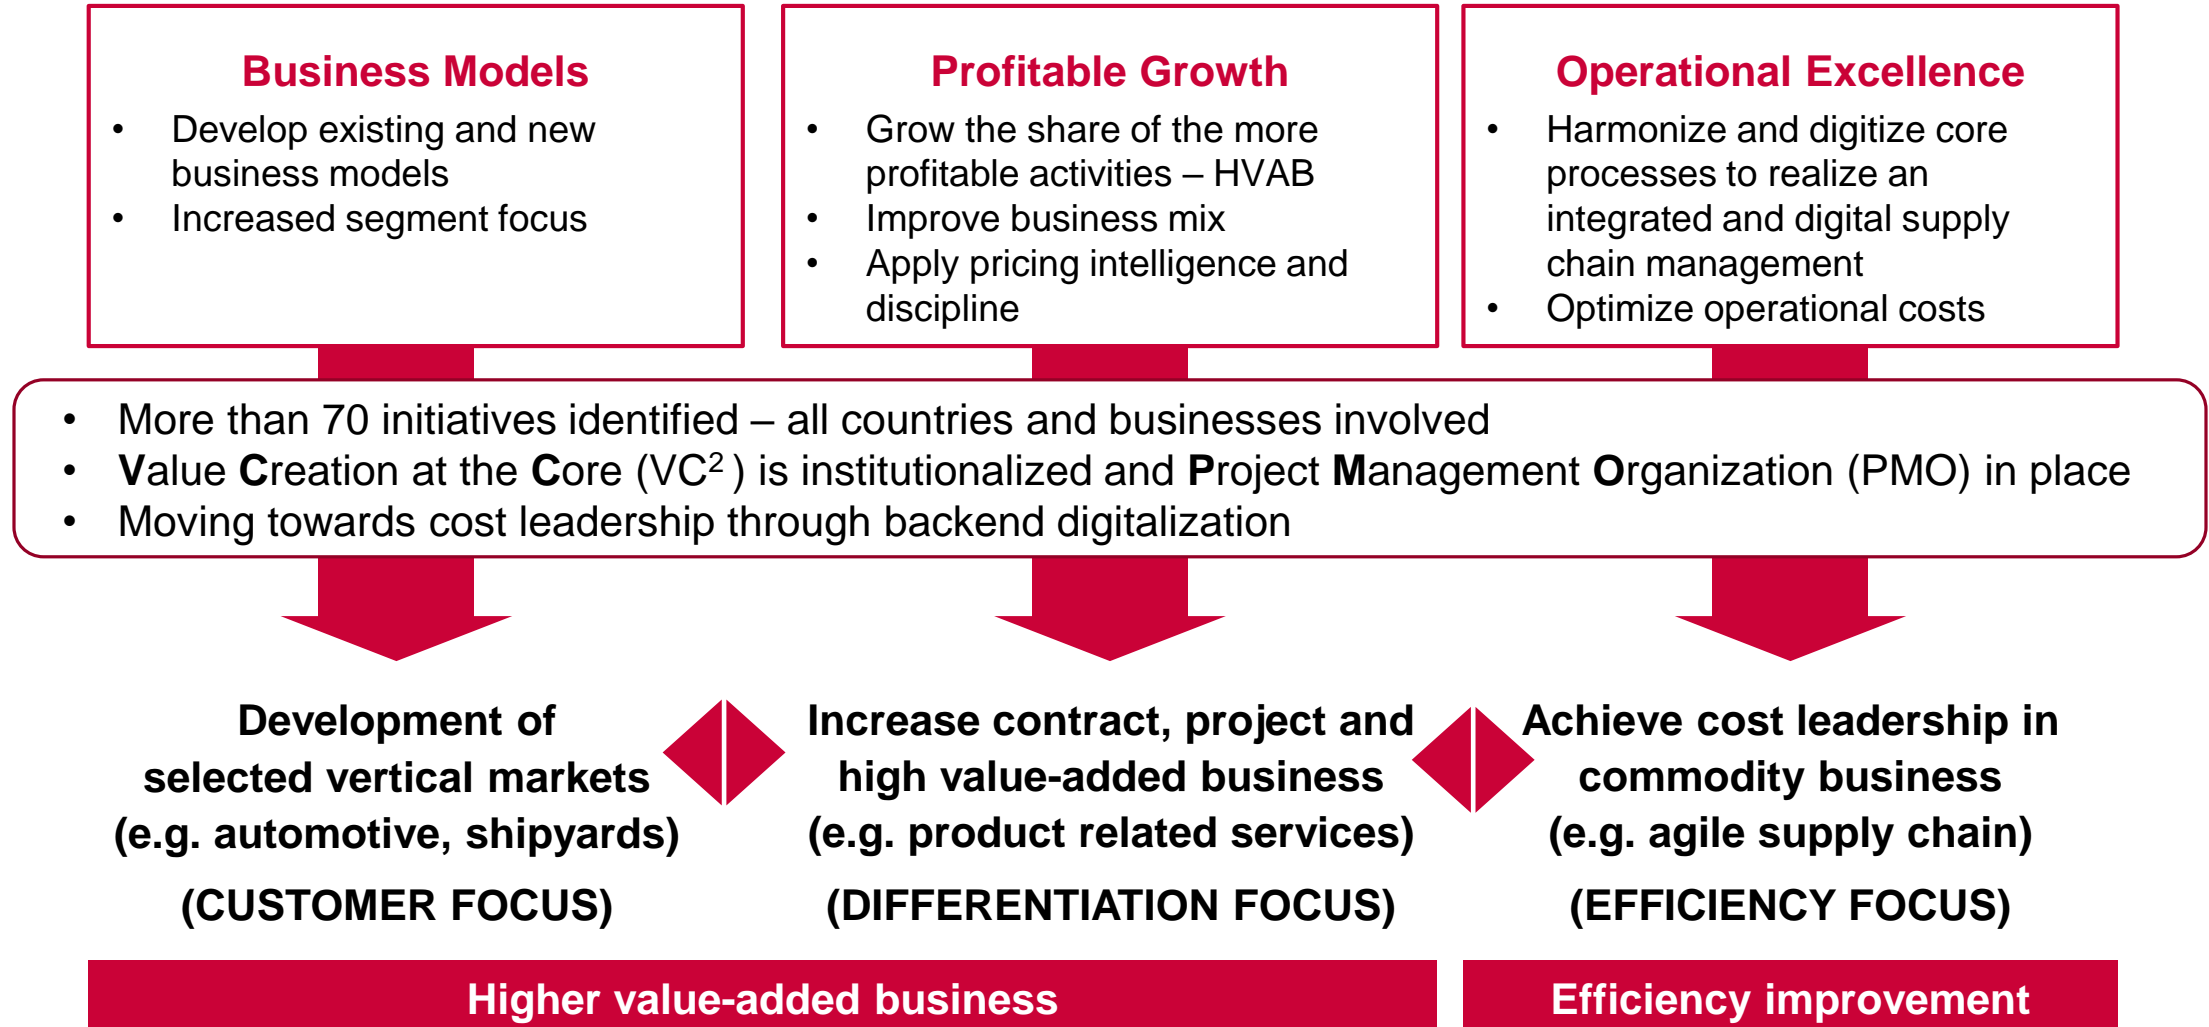 Business Models
• Develop existing and new
business models
• Increased segment focus
Profitable Growth
• Grow the share of the more
profitable activities – HVAB
• Improve business mix
• Apply pricing intelligence and
discipline
Operational Excellence
• Harmonize and digitize core
processes to realize an
integrated and digital supply
chain management
• Optimize operational costs
• More than 70 initiatives identified – all countries and businesses involved
• Value Creation at the Core (VC²) is institutionalized and Project Management Organization (PMO) in place
• Moving towards cost leadership through backend digitalization
Development of
selected vertical markets
(e.g. automotive, shipyards)
(CUSTOMER FOCUS)
Increase contract, project and
high value-added business
(e.g. product related services)
(DIFFERENTIATION FOCUS)
Achieve cost leadership in
commodity business
(e.g. agile supply chain)
(EFFICIENCY FOCUS)
Higher value-added business
Efficiency improvement